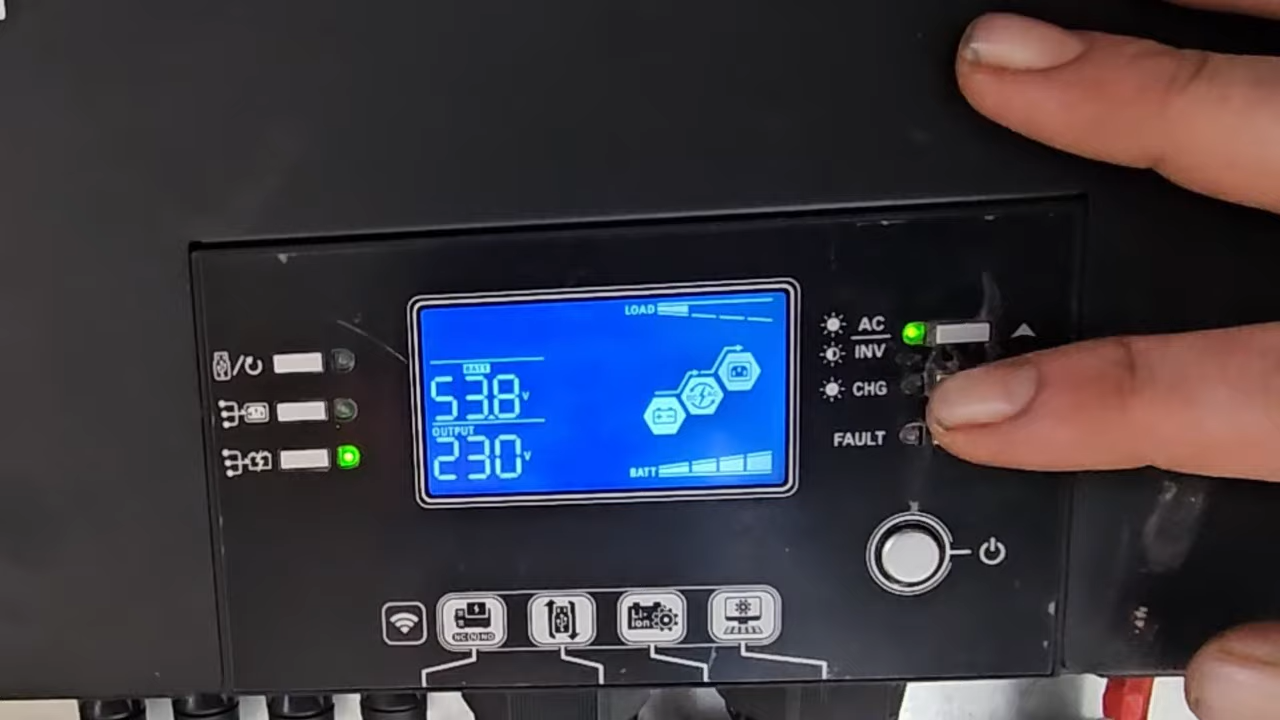 LOAD
BATT
53.8V
OUTPUT
230V
BATT
AC
INV
CHG
FAULT
NC(N)NO
Li-ion